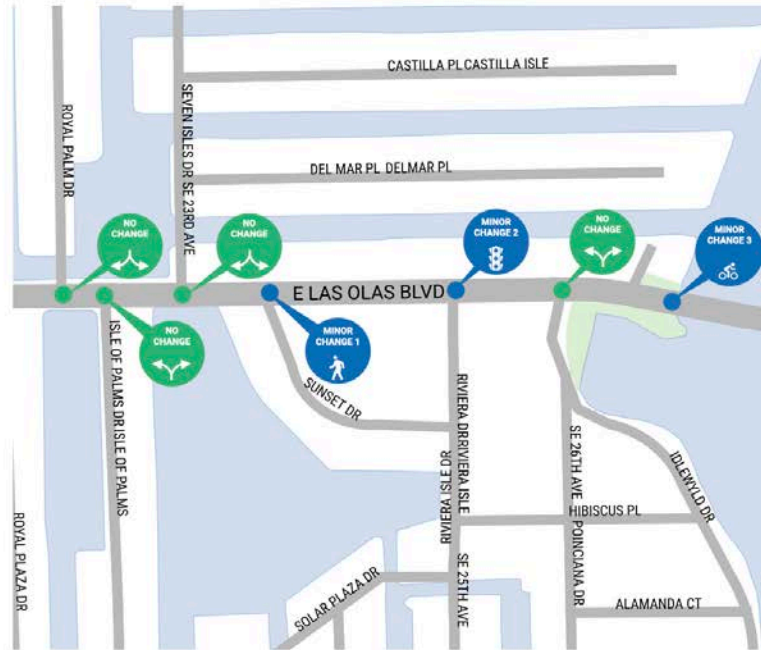 CASTILLA PL CASTILLA ISLE
ROYAL PALM DR
SEVEN ISLES DR SE 23RD AVE
DEL MAR PL DELMAR PL
NO
CHANGE
NO
CHANGE
MINOR
CHANGE 2
NO
CHANGE
MINOR
CHANGE 3
E LAS OLAS BLVD
NO
CHANGE
MINOR
CHANGE 1
ISLE OF PALMS DR ISLE OF PALMS
SUNSET DR
RIVIERA DR RIVIERA ISLE
RIVIERA ISLE DR
SE 26TH AVE
IDLEWYLD DR
HIBISCUS PL
ROYAL PLAZA DR
SOLAR PLAZA DR
SE 25TH AVE
POINCIANA DR
ALAMANDA CT